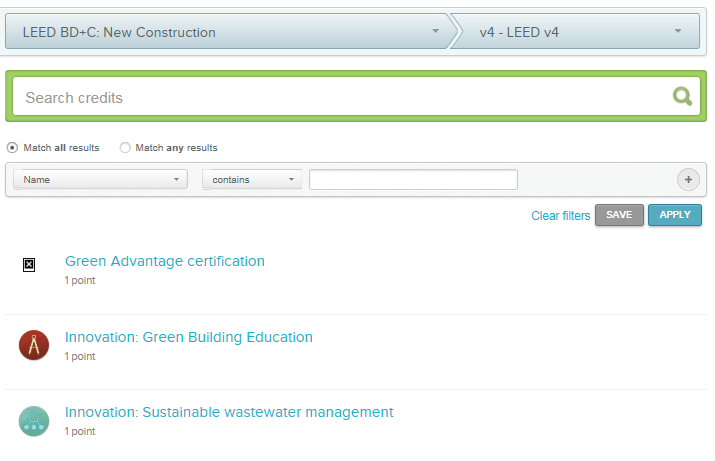 LEED BD+C: New Construction
v4 - LEED v4
Search credits
Match all results
Match any results
Name
contains
+
Clear filters
SAVE
APPLY
Green Advantage certification
1 point
Innovation: Green Building Education
1 point
Innovation: Sustainable wastewater management
1 point